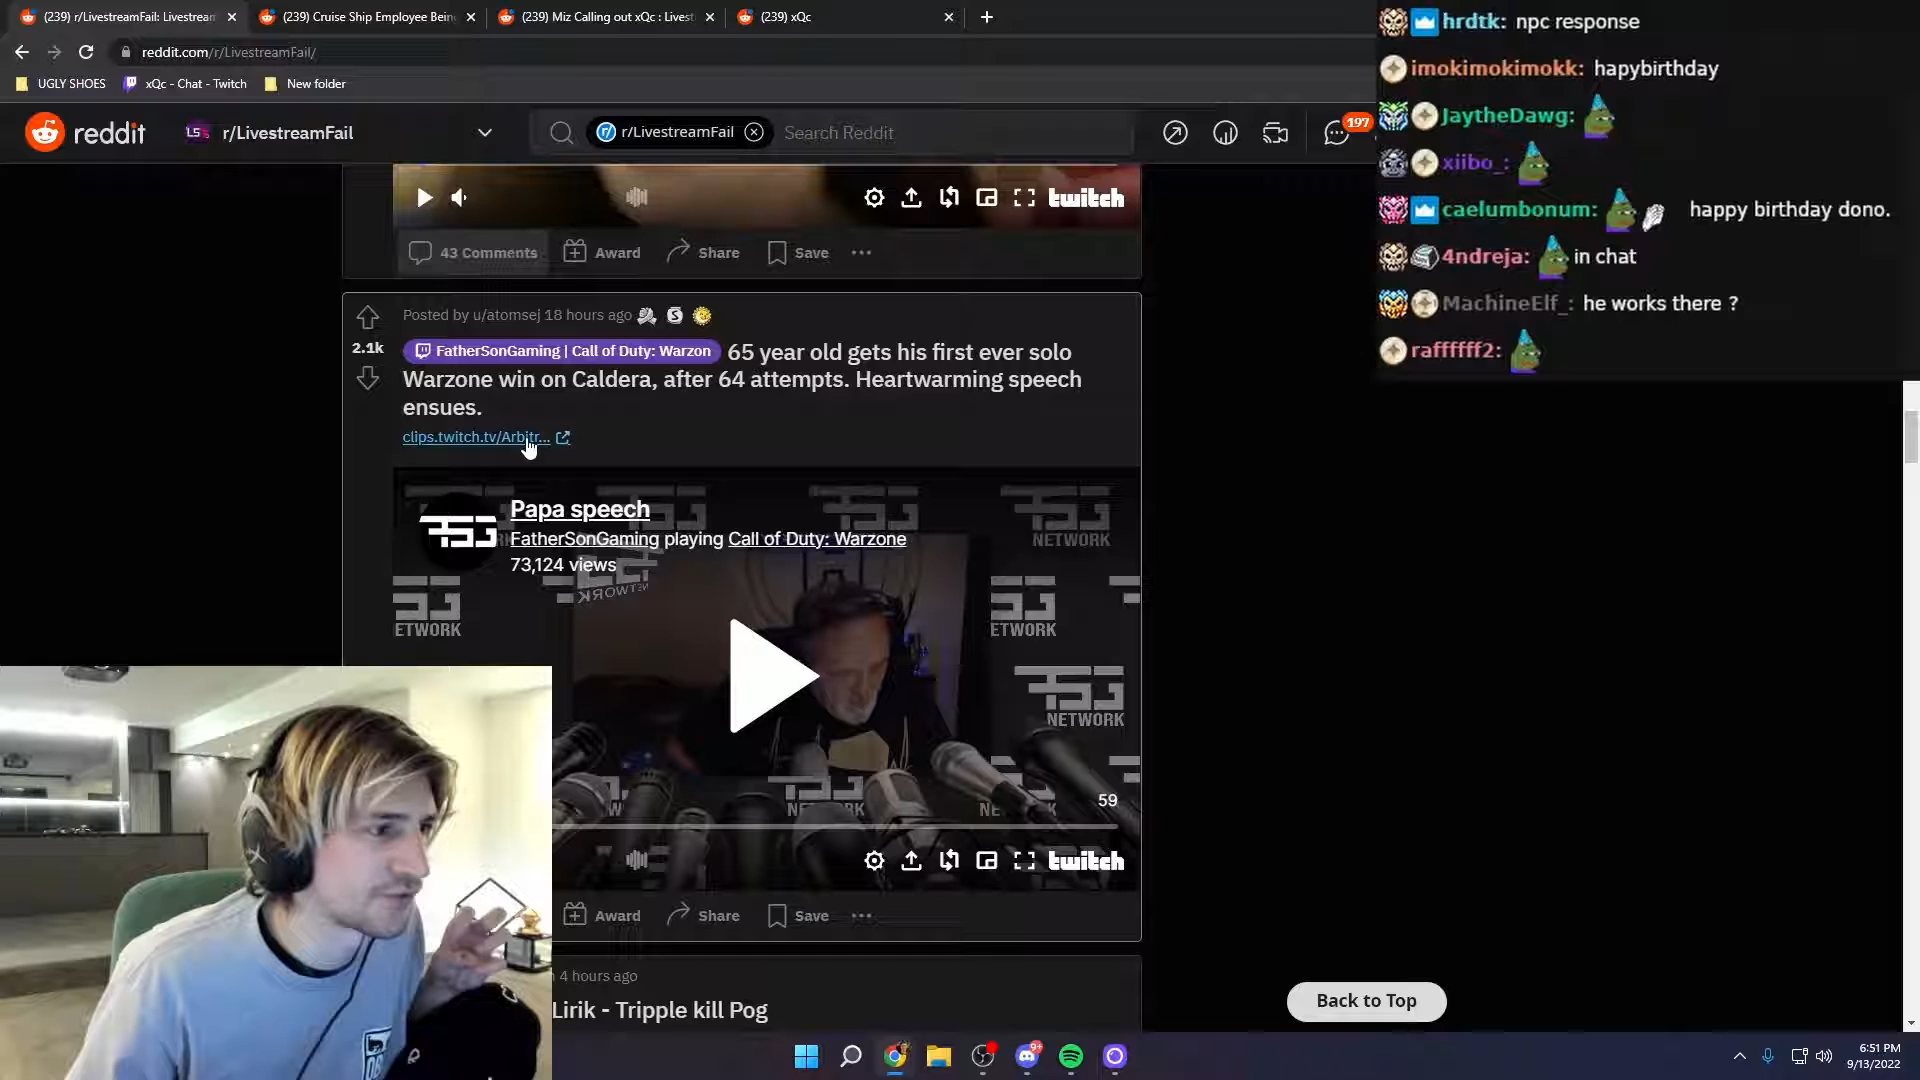 (239) r/LivestreamFail: Livestream
(239) Cruise Ship Employee Bein
(239) Miz Calling out xQc : Livest
(239) xQc
reddit.com/r/LivestreamFail/
UGLY SHOES
xQc - Chat - Twitch
New folder
reddit
r/LivestreamFail
r/LivestreamFail
Search Reddit
197
hrdtk: npc response
imokimokimokk: hapybirthday
JaytheDawg:
xiibo_:
caelumbonum: happy birthday dono.
4ndreja: in chat
MachineElf_: he works there ?
raffffff2:
twitch
43 Comments
Award
Share
Save
Posted by u/atomsej 18 hours ago
2.1k
FatherSonGaming | Call of Duty: Warzon 65 year old gets his first ever solo
Warzone win on Caldera, after 64 attempts. Heartwarming speech
ensues.
clips.twitch.tv/Arbitr...
Papa speech
FatherSonGaming playing Call of Duty: Warzone
73,124 views
NETWORK
NETWORK
ETWORK
ETWORK
NETWORK
59
twitch
Award
Share
Save
4 hours ago
Lirik - Tripple kill Pog
Back to Top
9+
6:51 PM
9/13/2022